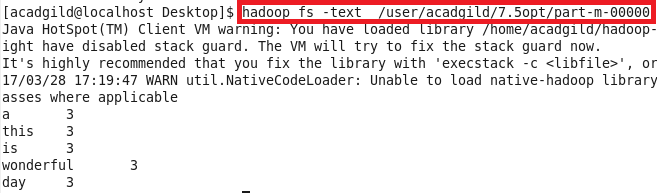 [acadgild@localhost Desktop]$ hadoop fs -text  /user/acadgild/7.5opt/part-m-00000
Java HotSpot(TM) Client VM warning: You have loaded library /home/acadgild/hadoop-
ight have disabled stack guard. The VM will try to fix the stack guard now.
It's highly recommended that you fix the library with 'execstack -c <libfile>', or
17/03/28 17:19:47 WARN util.NativeCodeLoader: Unable to load native-hadoop library
asses where applicable
a	3
this	3
is	3
wonderful	3
day	3